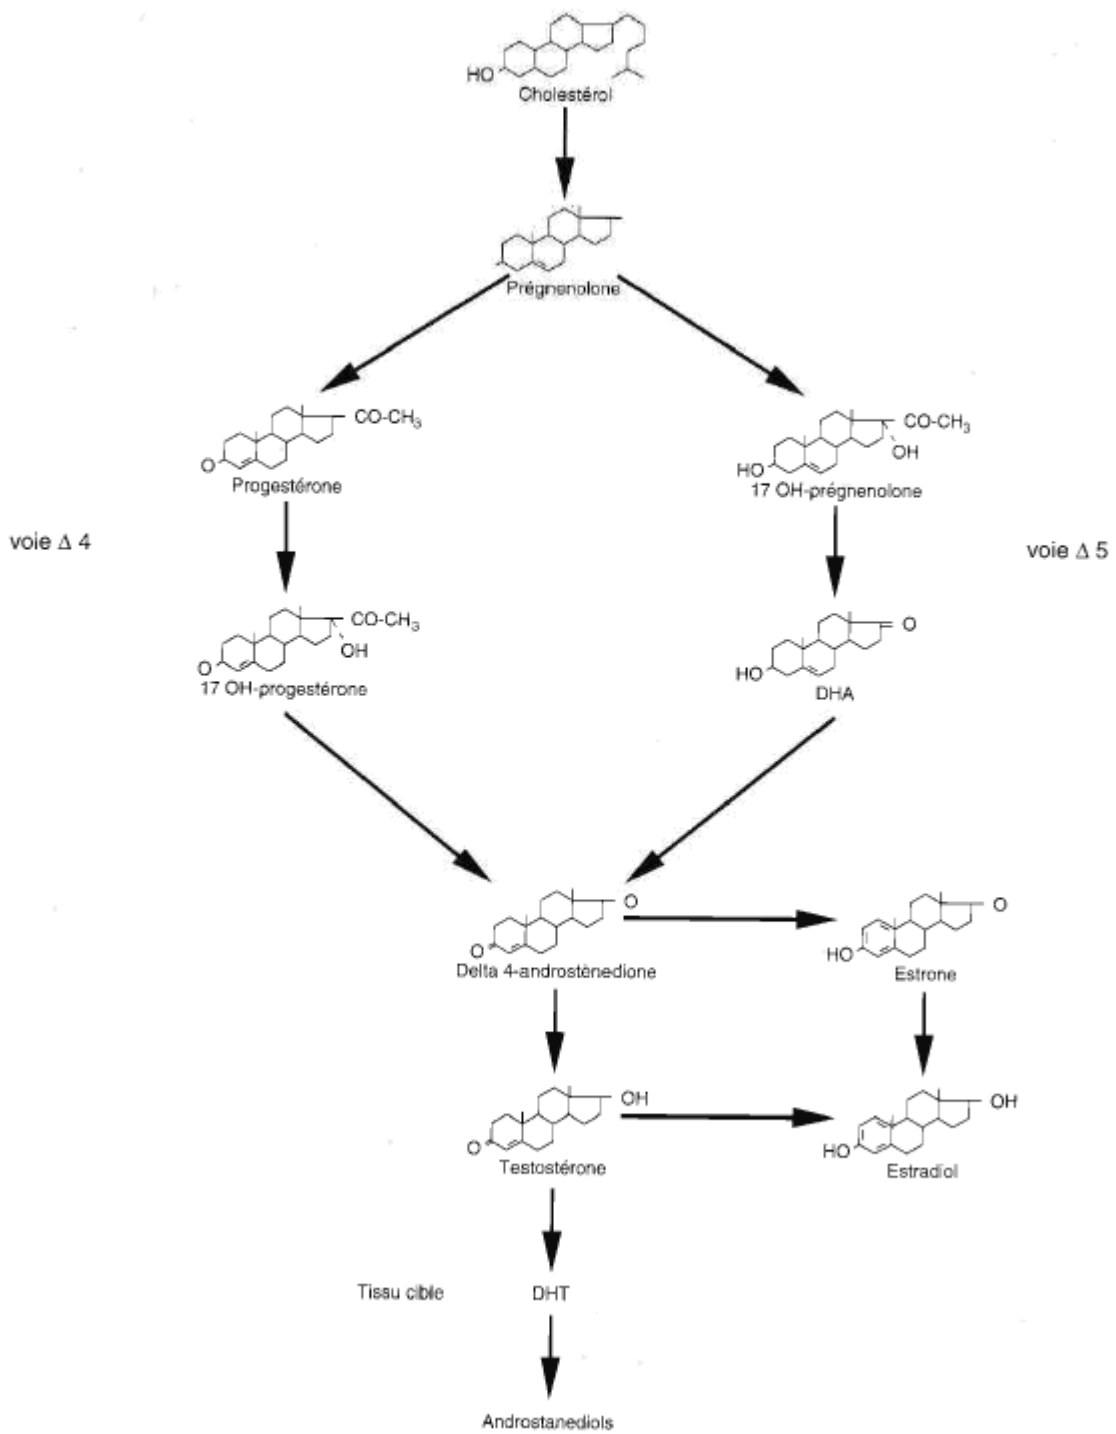 HO
Cholestérol
Prégnenolone
CO-CH3
O
Progestérone
CO-CH3
OH
HO
17 OH-prégnenolone
voie Δ 4
voie Δ 5
CO-CH3
OH
O
17 OH-progestérone
O
HO
DHA
O
O
Delta 4-androstènedione
O
HO
Estrone
OH
O
Testostérone
OH
HO
Estradiol
Tissu cible
DHT
Androstanediols